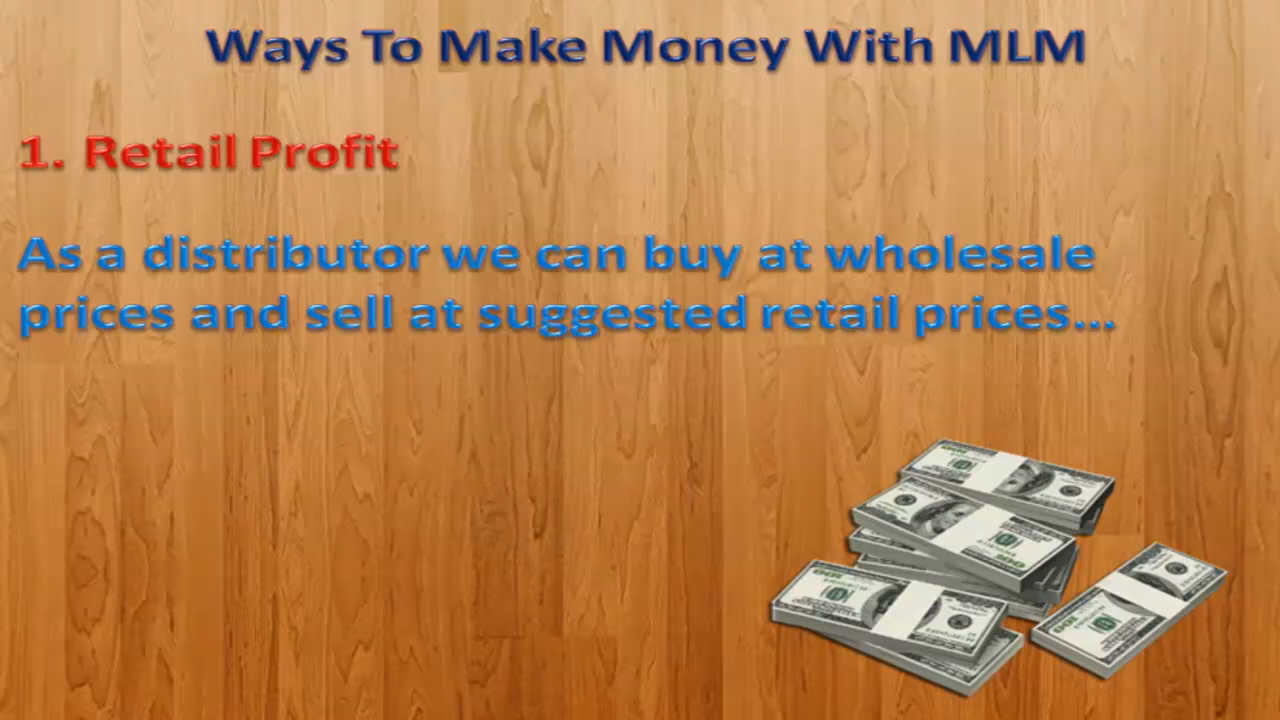 Ways To Make Money With MLM
1. Retail Profit
As a distributor we can buy at wholesale
prices and sell at suggested retail prices...